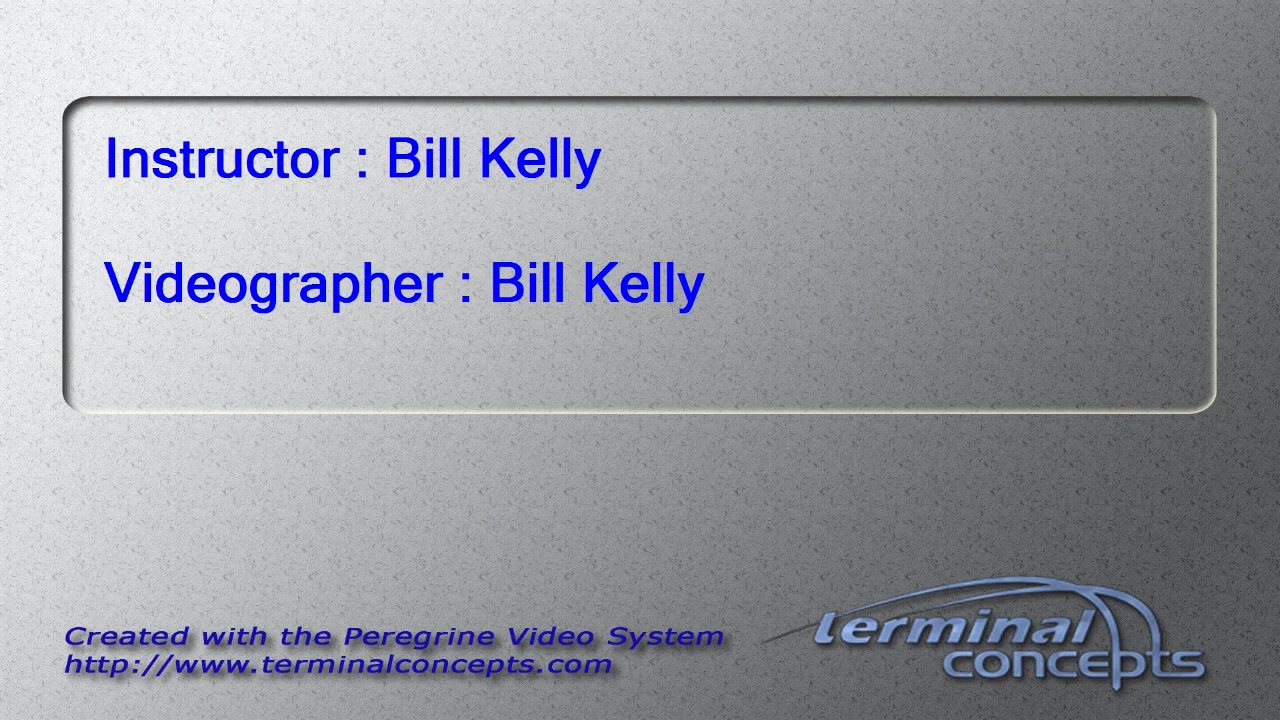 Instructor : Bill Kelly
Videographer : Bill Kelly
Created with the Peregrine Video System
http://www.terminalconcepts.com
terminal
concepts